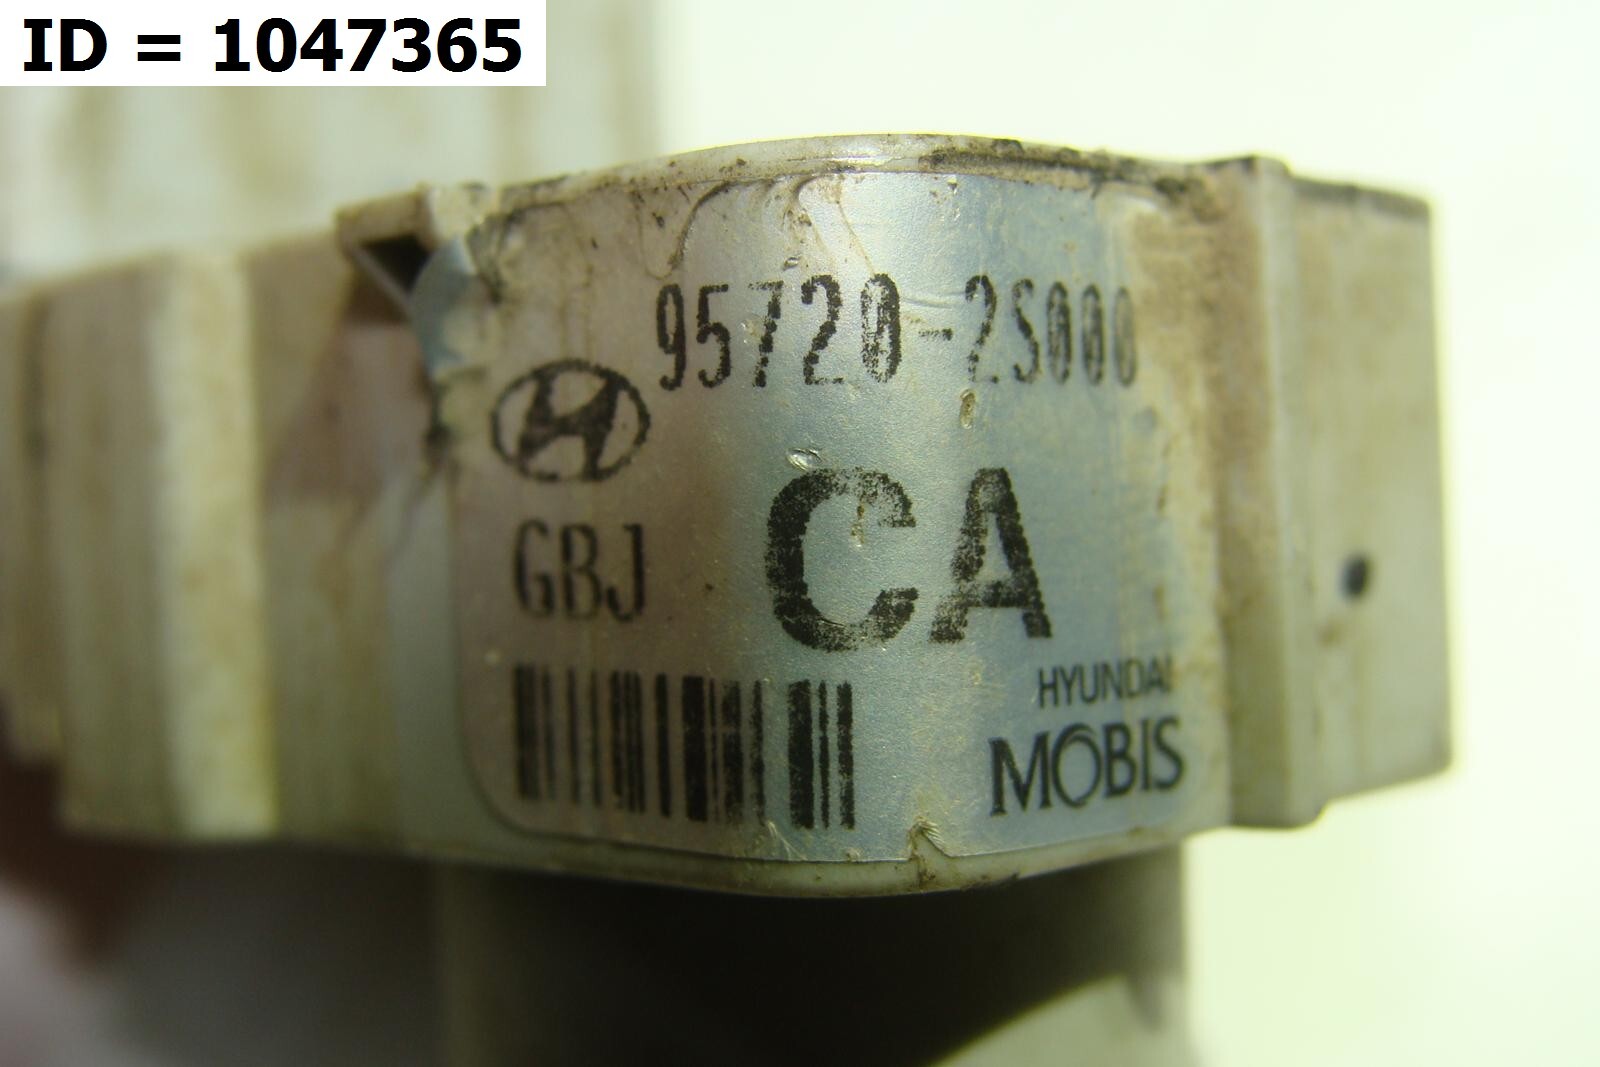 ID = 1047365
95720-2S000
GBJ
CA
HYUNDAI
MOBIS